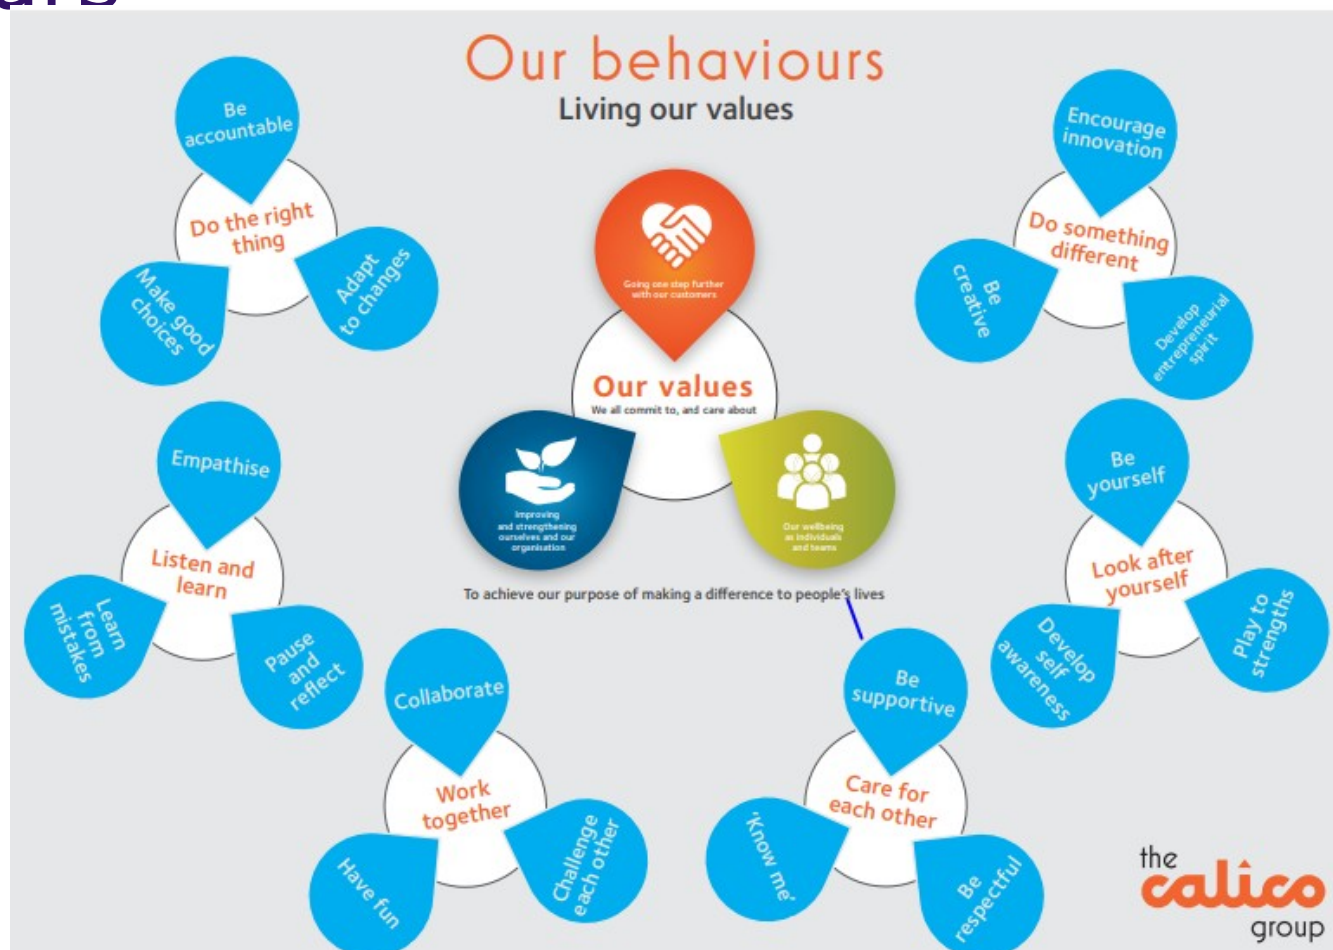 Our behaviours
Living our values
Be
accountable
Do the right
thing
Make good
choices
Adapt
to changes
Encourage
innovation
Do something
different
Be
creative
Develop
entrepreneurial
spirit
Going one step further
with our customers
Our values
We all commit to, and care about
Improving
and strengthening
ourselves and our
organisation
Our wellbeing
as individuals
and teams
To achieve our purpose of making a difference to people's lives
Empathise
Listen and
learn
Learn
from
mistakes
Pause
and
reflect
Be
yourself
Look after
yourself
Develop
self
awareness
Play to
strengths
Collaborate
Work
together
Have fun
Challenge
each other
Be
supportive
Care for
each other
'Know me'
Be
respectful
the
calico
group